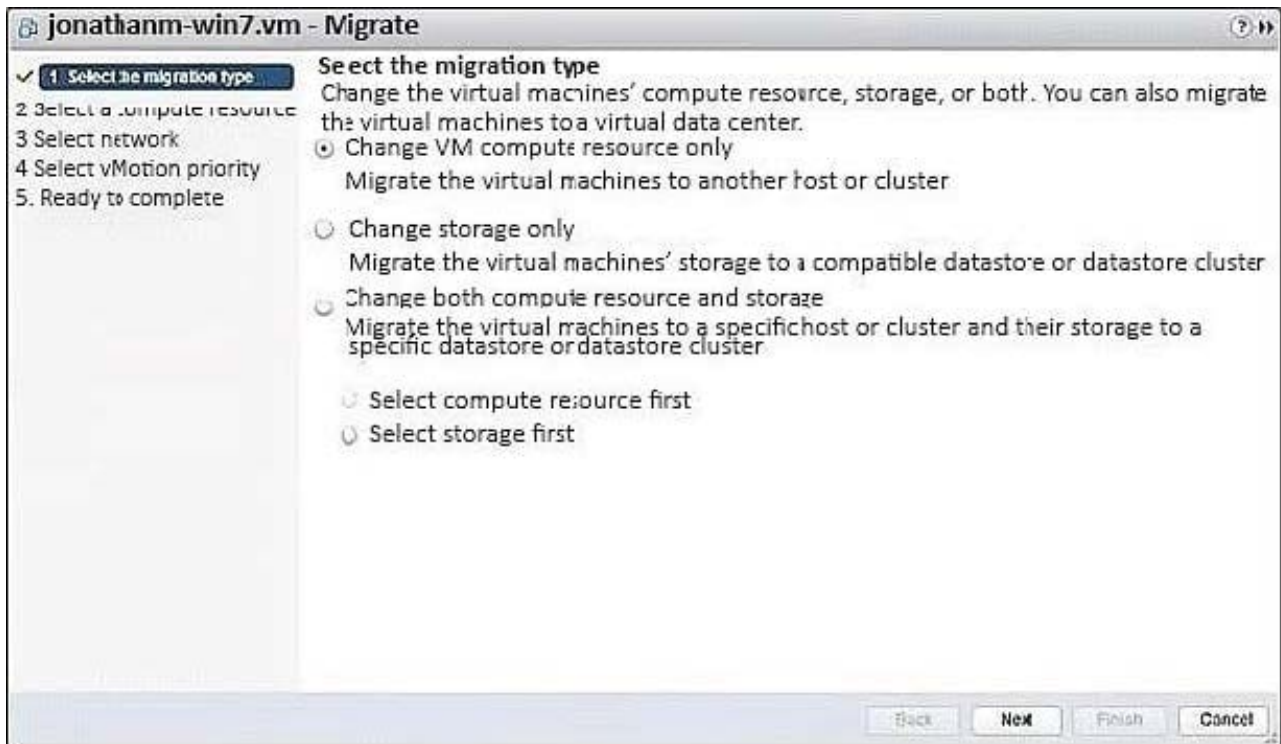 jonathanm-win7.vm - Migrate
1 Select the migration type
2 Select a compute resource
3 Select network
4 Select vMotion priority
5. Ready to complete
Select the migration type
Change the virtual machines' compute resource, storage, or both. You can also migrate
the virtual machines to a virtual data center.
Change VM compute resource only
Migrate the virtual machines to another host or cluster
Change storage only
Migrate the virtual machines' storage to a compatible datastore or datastore cluster
Change both compute resource and storage
Migrate the virtual machines to a specific host or cluster and their storage to a
specific datastore or datastore cluster
Select compute resource first
Select storage first
Back Next Finish Cancel